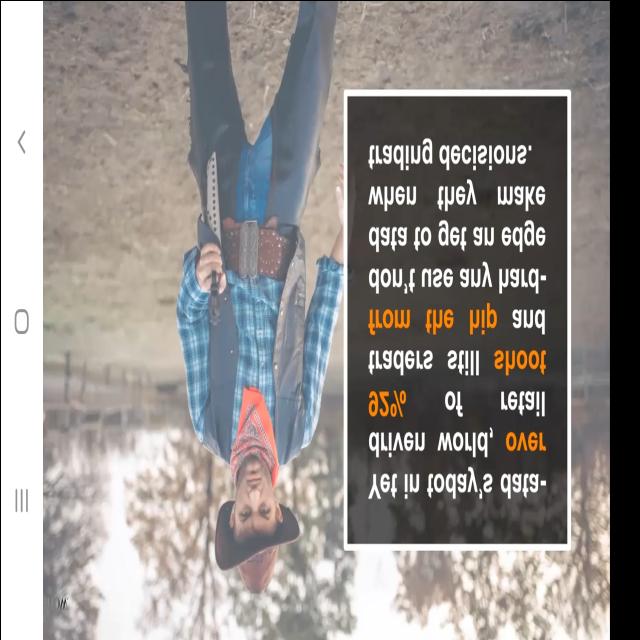 Yet in today's data-
driven world, over
92% of retail
traders still shoot
from the hip and
don't use any hard-
data to get an edge
when they make
trading decisions.